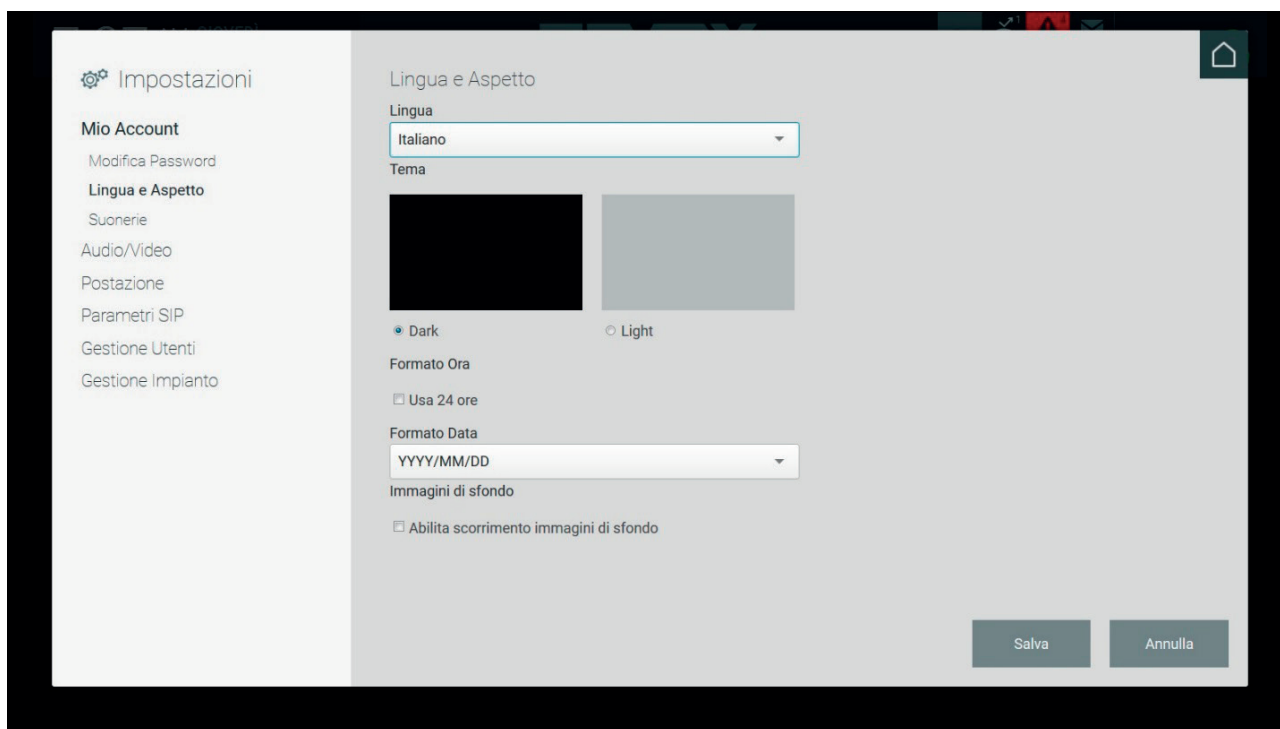 Impostazioni
Mio Account
Modifica Password
Lingua e Aspetto
Suonerie
Audio/Video
Postazione
Parametri SIP
Gestione Utenti
Gestione Impianto
Lingua e Aspetto
Lingua
Italiano
Tema
Dark
Light
Formato Ora
Usa 24 ore
Formato Data
YYYY/MM/DD
Immagini di sfondo
Abilita scorrimento immagini di sfondo
Salva
Annulla